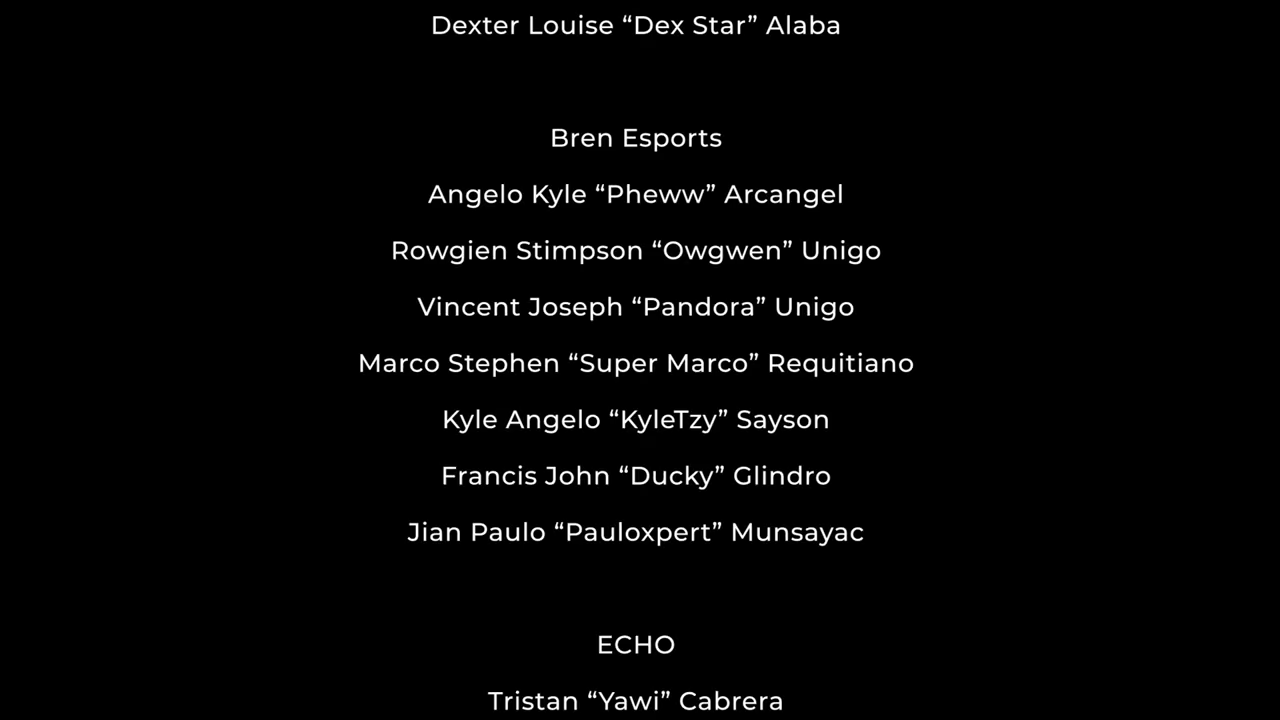 Dexter Louise “Dex Star” Alaba
Bren Esports
Angelo Kyle “Pheww” Arcangel
Rowgien Stimpson “Owgwen” Unigo
Vincent Joseph “Pandora” Unigo
Marco Stephen “Super Marco” Requitiano
Kyle Angelo “KyleTzy” Sayson
Francis John “Ducky” Glindro
Jian Paulo “Pauloxpert” Munsayac
ECHO
Tristan “Yawi” Cabrera